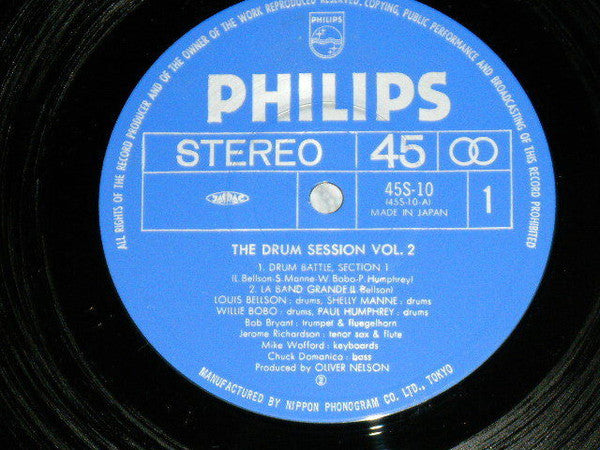 ALL RIGHTS OF THE RECORD PRODUCER AND OF THE OWNER OF THE WORK REPRODUCED RESERVED. COPYING, PUBLIC PERFORMANCE AND BROADCASTING OF THIS RECORD PROHIBITED
PHILIPS
PHILIPS
STEREO
45
45S-10
(45S-10-A)
MADE IN JAPAN
1
THE DRUM SESSION VOL. 2
1. DRUM BATTLE, SECTION 1
(L. Bellson-S. Manne-W. Bobo-P. Humphrey)
2. LA BAND GRANDE (L. Bellson)
LOUIS BELLSON : drums, SHELLY MANNE : drums
WILLIE BOBO : drums, PAUL HUMPHREY : drums
Bob Bryant : trumpet & fluegelhorn
Jerome Richardson : tenor sax & flute
Mike Wofford : keyboards
Chuck Domanico : bass
Produced by OLIVER NELSON
MANUFACTURED BY NIPPON PHONOGRAM CO. LTD., TOKYO